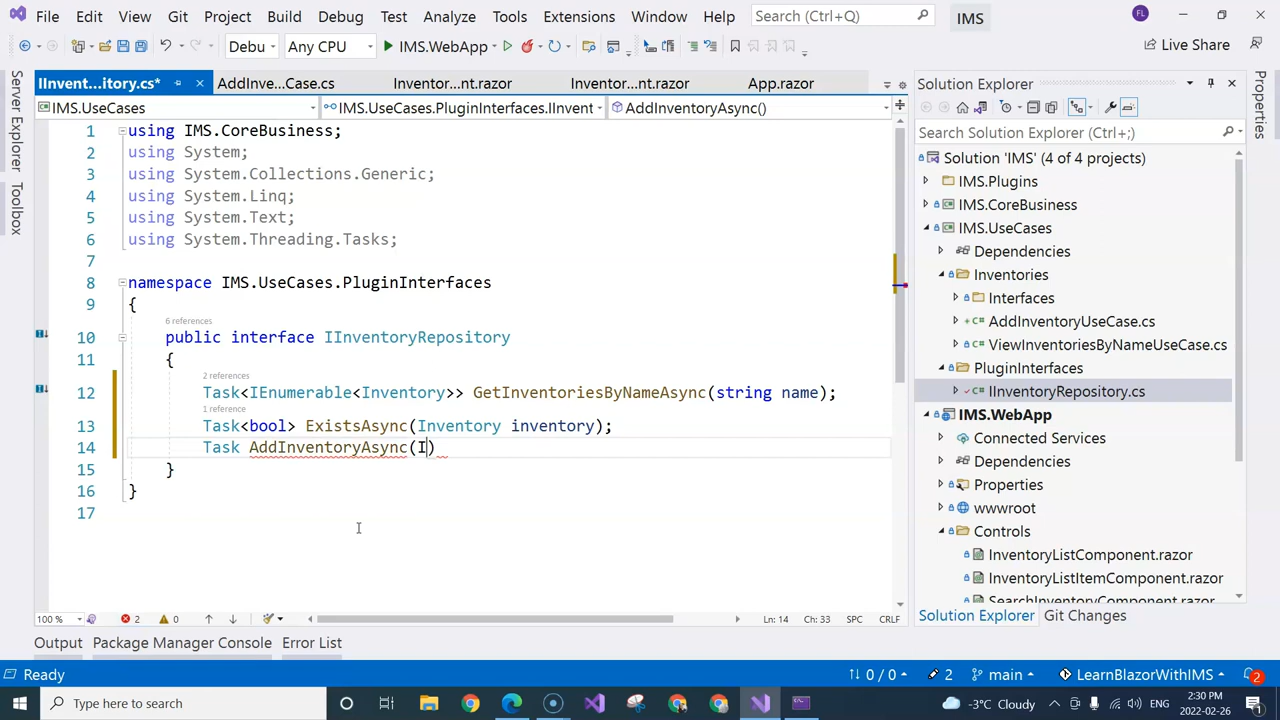 File Edit View Git Project Build Debug Test Analyze Tools Extensions Window Help Search (Ctrl+Q) IMS FL
Debu Any CPU IMS.WebApp Live Share
IInvent...itory.cs* AddInve...Case.cs Inventor...nt.razor Inventor...nt.razor App.razor
IMS.UseCases IMS.UseCases.PluginInterfaces.IInvent AddInventoryAsync()
Server Explorer
Toolbox
1 using IMS.CoreBusiness;
2 using System;
3 using System.Collections.Generic;
4 using System.Linq;
5 using System.Text;
6 using System.Threading.Tasks;
7
8 namespace IMS.UseCases.PluginInterfaces
9 {
6 references
10 public interface IInventoryRepository
11 {
2 references
12 Task<IEnumerable<Inventory>> GetInventoriesByNameAsync(string name);
1 reference
13 Task<bool> ExistsAsync(Inventory inventory);
14 Task AddInventoryAsync(I)
15 }
16 }
17
100 % 2 0 Ln: 14 Ch: 33 SPC CRLF
Solution Explorer
Search Solution Explorer (Ctrl+;)
Solution 'IMS' (4 of 4 projects)
IMS.Plugins
IMS.CoreBusiness
IMS.UseCases
Dependencies
Inventories
Interfaces
AddInventoryUseCase.cs
ViewInventoriesByNameUseCase.cs
PluginInterfaces
IInventoryRepository.cs
IMS.WebApp
Connected Services
Dependencies
Properties
wwwroot
Controls
InventoryListComponent.razor
InventoryListItemComponent.razor
SearchInventoryComponent.razor
Solution Explorer Git Changes
Properties
Output Package Manager Console Error List
Ready 0 / 0 2 main LearnBlazorWithIMS 2
Type here to search -3°C Cloudy ENG 2:30 PM 2022-02-26 1